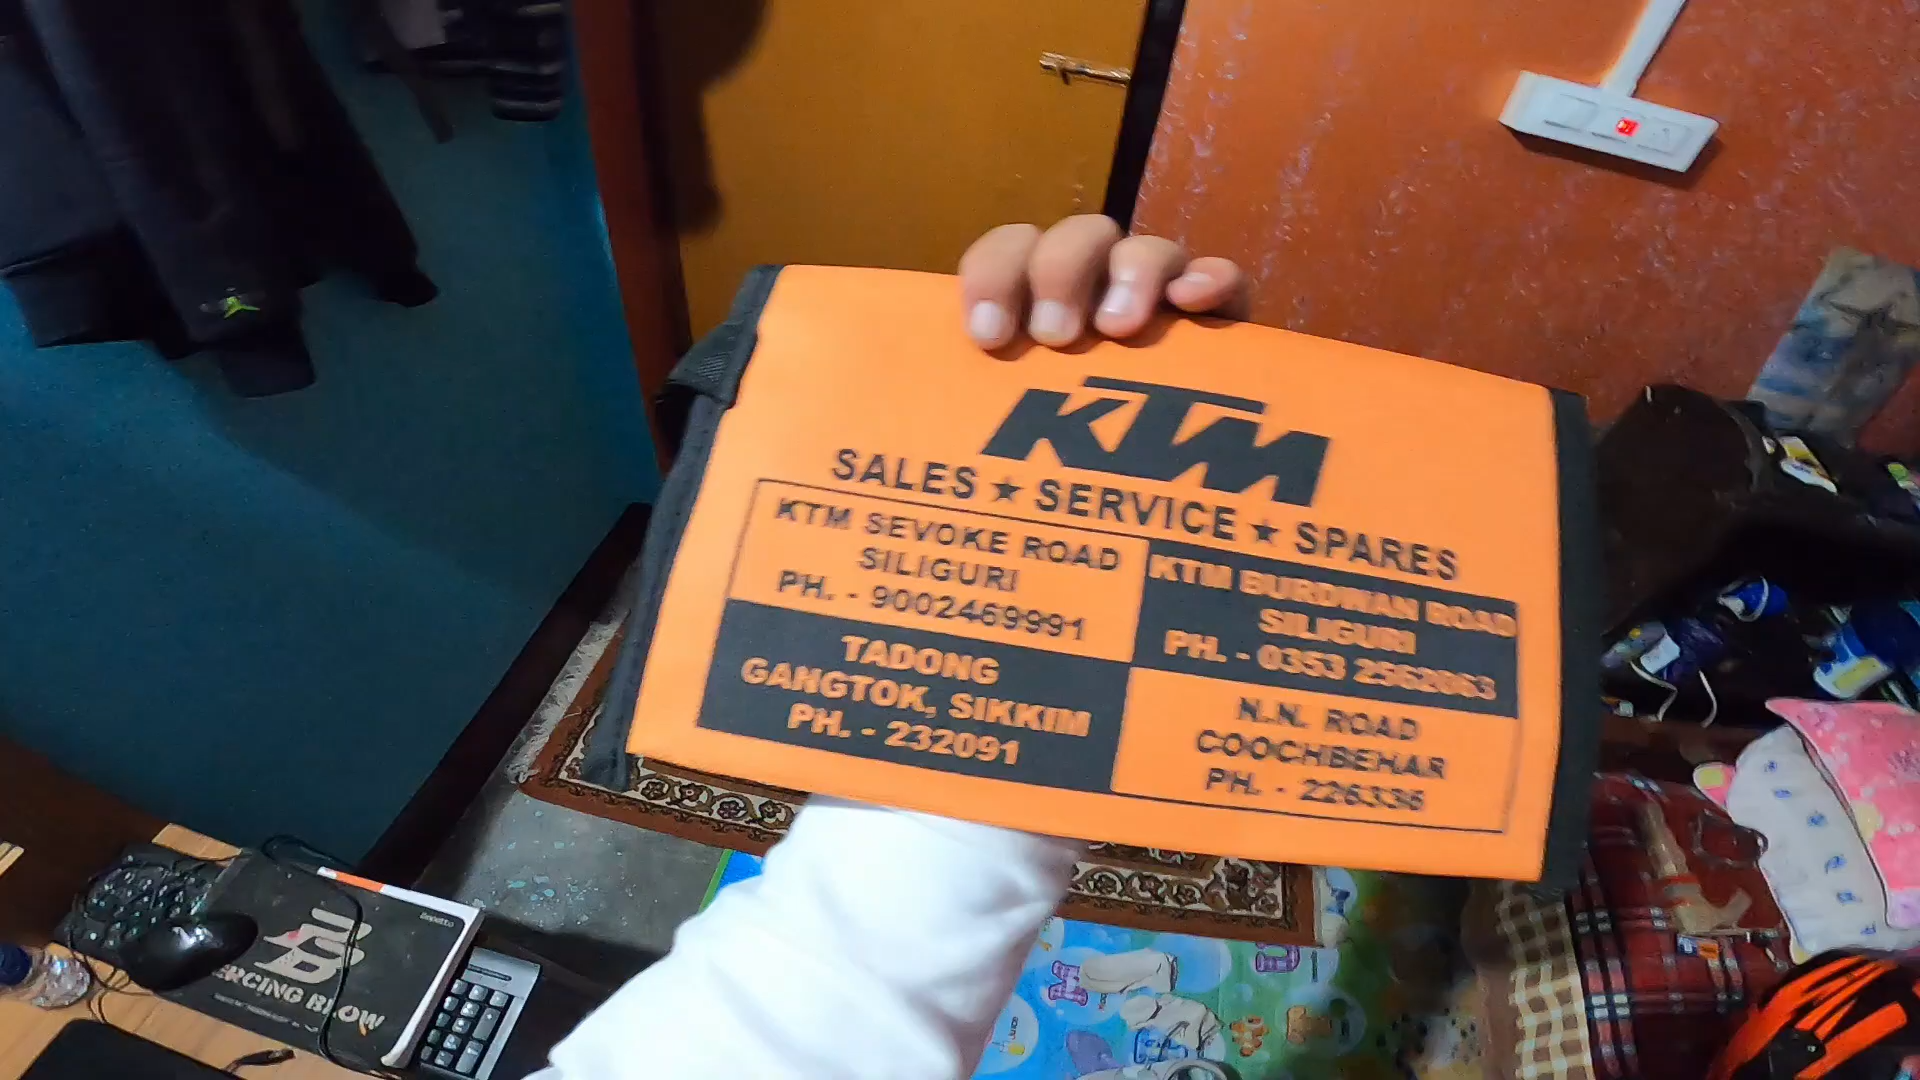 KTM
SALES ★ SERVICE ★ SPARES
KTM SEVOKE ROAD
SILIGURI
PH. - 9002469991
KTM BURDWAN ROAD
SILIGURI
PH. - 0353 2562063
TADONG
GANGTOK, SIKKIM
PH. - 232091
N.N. ROAD
COOCHBEHAR
PH. - 226336